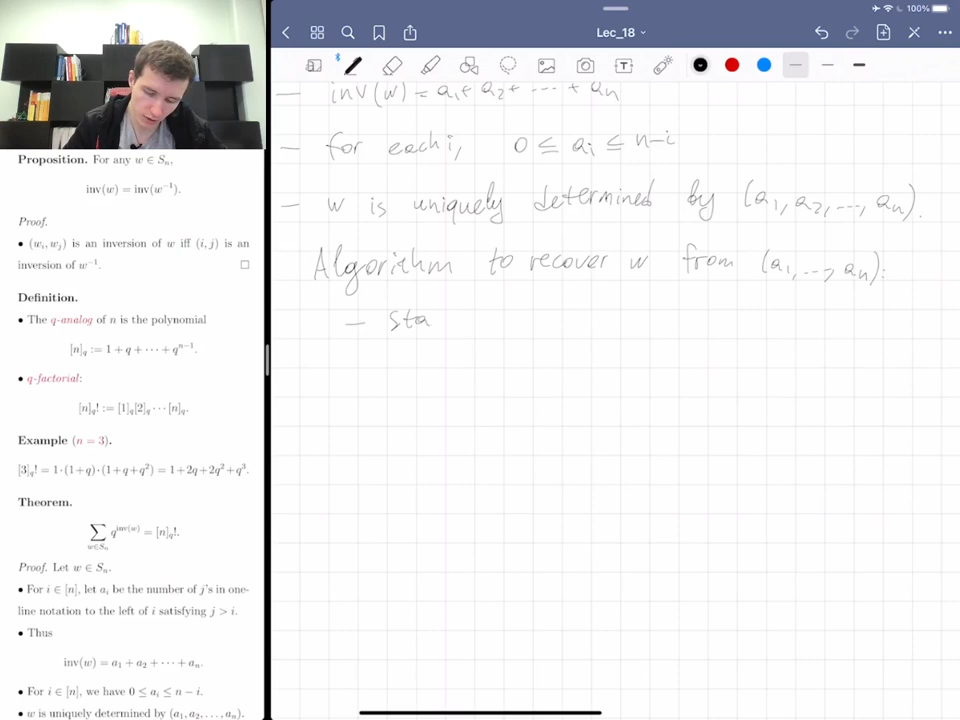 100%
Lec_18
Proposition. For any w ∈ Sₙ,
inv(w) = inv(w⁻¹).
Proof.
• (wᵢ, wⱼ) is an inversion of w iff (i, j) is an
inversion of w⁻¹. □
Definition.
• The q-analog of n is the polynomial
[n]_q := 1 + q + ··· + qⁿ⁻¹.
• q-factorial:
[n]_q! := [1]_q[2]_q ··· [n]_q.
Example (n = 3).
[3]_q! = 1·(1+q)·(1+q+q²) = 1+2q+2q²+q³.
Theorem.
∑_{w∈Sₙ} q^{inv(w)} = [n]_q!.
Proof. Let w ∈ Sₙ.
• For i ∈ [n], let aᵢ be the number of j's in one-
line notation to the left of i satisfying j > i.
• Thus
inv(w) = a₁ + a₂ + ··· + aₙ.
• For i ∈ [n], we have 0 ≤ aᵢ ≤ n − i.
• w is uniquely determined by (a₁, a₂, . . . , aₙ).
— inv(w) = a₁ + a₂ + ··· + aₙ
— for each i, 0 ≤ aᵢ ≤ n−i
— w is uniquely determined by (a₁, a₂, ..., aₙ).
Algorithm to recover w from (a₁, ..., aₙ):
— sta